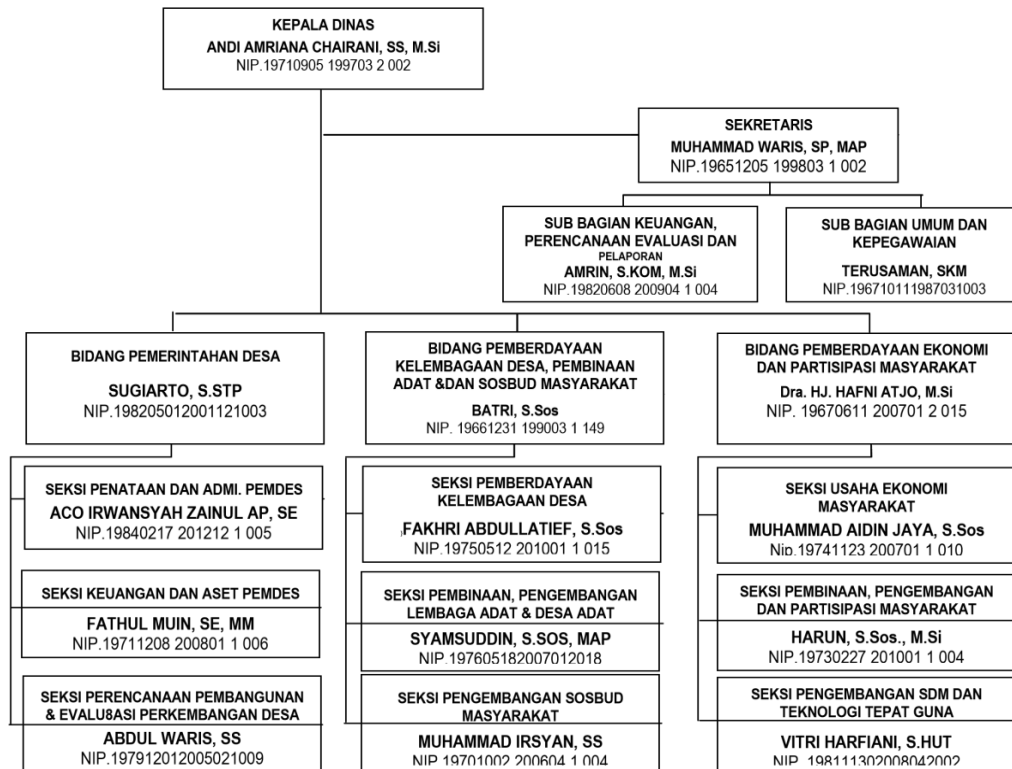 KEPALA DINAS
ANDI AMRIANA CHAIRANI, SS, M.Si
NIP.19710905 199703 2 002
SEKRETARIS
MUHAMMAD WARIS, SP, MAP
NIP.19651205 199803 1 002
SUB BAGIAN KEUANGAN,
PERENCANAAN EVALUASI DAN
PELAPORAN
AMRIN, S.KOM, M.Si
NIP.19820608 200904 1 004
SUB BAGIAN UMUM DAN
KEPEGAWAIAN
TERUSAMAN, SKM
NIP.196710111987031003
BIDANG PEMERINTAHAN DESA
SUGIARTO, S.STP
NIP.198205012001121003
BIDANG PEMBERDAYAAN
KELEMBAGAAN DESA, PEMBINAAN
ADAT &DAN SOSBUD MASYARAKAT
BATRI, S.Sos
NIP. 19661231 199003 1 149
BIDANG PEMBERDAYAAN EKONOMI
DAN PARTISIPASI MASYARAKAT
Dra. HJ. HAFNI ATJO, M.Si
NIP. 19670611 200701 2 015
SEKSI PENATAAN DAN ADMI. PEMDES
ACO IRWANSYAH ZAINUL AP, SE
NIP.19840217 201212 1 005
SEKSI KEUANGAN DAN ASET PEMDES
FATHUL MUIN, SE, MM
NIP.19711208 200801 1 006
SEKSI PERENCANAAN PEMBANGUNAN
& EVALU8ASI PERKEMBANGAN DESA
ABDUL WARIS, SS
NIP.197912012005021009
SEKSI PEMBERDAYAAN
KELEMBAGAAN DESA
FAKHRI ABDULLATIEF, S.Sos
NIP.19750512 201001 1 015
SEKSI PEMBINAAN, PENGEMBANGAN
LEMBAGA ADAT & DESA ADAT
SYAMSUDDIN, S.SOS, MAP
NIP.197605182007012018
SEKSI PENGEMBANGAN SOSBUD
MASYARAKAT
MUHAMMAD IRSYAN, SS
NIP.19701002 200604 1 004
SEKSI USAHA EKONOMI
MASYARAKAT
MUHAMMAD AIDIN JAYA, S.Sos
Nip.19741123 200701 1 010
SEKSI PEMBINAAN, PENGEMBANGAN
DAN PARTISIPASI MASYARAKAT
HARUN, S.Sos., M.Si
NIP.19730227 201001 1 004
SEKSI PENGEMBANGAN SDM DAN
TEKNOLOGI TEPAT GUNA
VITRI HARFIANI, S.HUT
NIP. 198111302008042002